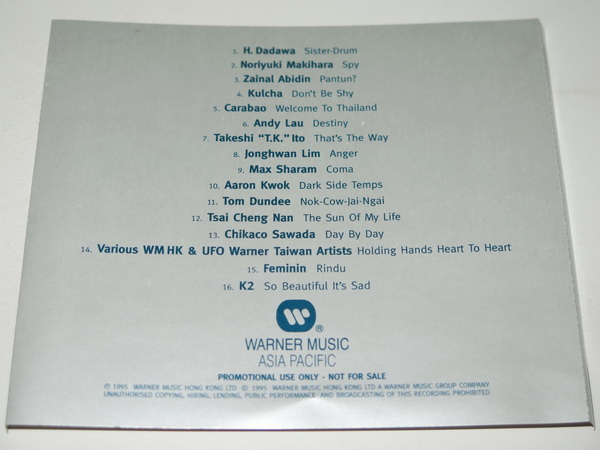 1. H. Dadawa Sister-Drum
2. Noriyuki Makihara Spy
3. Zainal Abidin Pantun?
4. Kulcha Don't Be Shy
5. Carabao Welcome To Thailand
6. Andy Lau Destiny
7. Takeshi "T.K." Ito That's The Way
8. Jonghwan Lim Anger
9. Max Sharam Coma
10. Aaron Kwok Dark Side Temps
11. Tom Dundee Nok-Cow-Jai-Ngai
12. Tsai Cheng Nan The Sun Of My Life
13. Chikaco Sawada Day By Day
14. Various WM HK & UFO Warner Taiwan Artists Holding Hands Heart To Heart
15. Feminin Rindu
16. K2 So Beautiful It's Sad
®
WARNER MUSIC
ASIA PACIFIC
PROMOTIONAL USE ONLY - NOT FOR SALE
℗ 1995 WARNER MUSIC HONG KONG LTD © 1995 WARNER MUSIC HONG KONG LTD A WARNER MUSIC GROUP COMPANY
UNAUTHORISED COPYING, HIRING, LENDING, PUBLIC PERFORMANCE AND BROADCASTING OF THIS RECORDING PROHIBITED